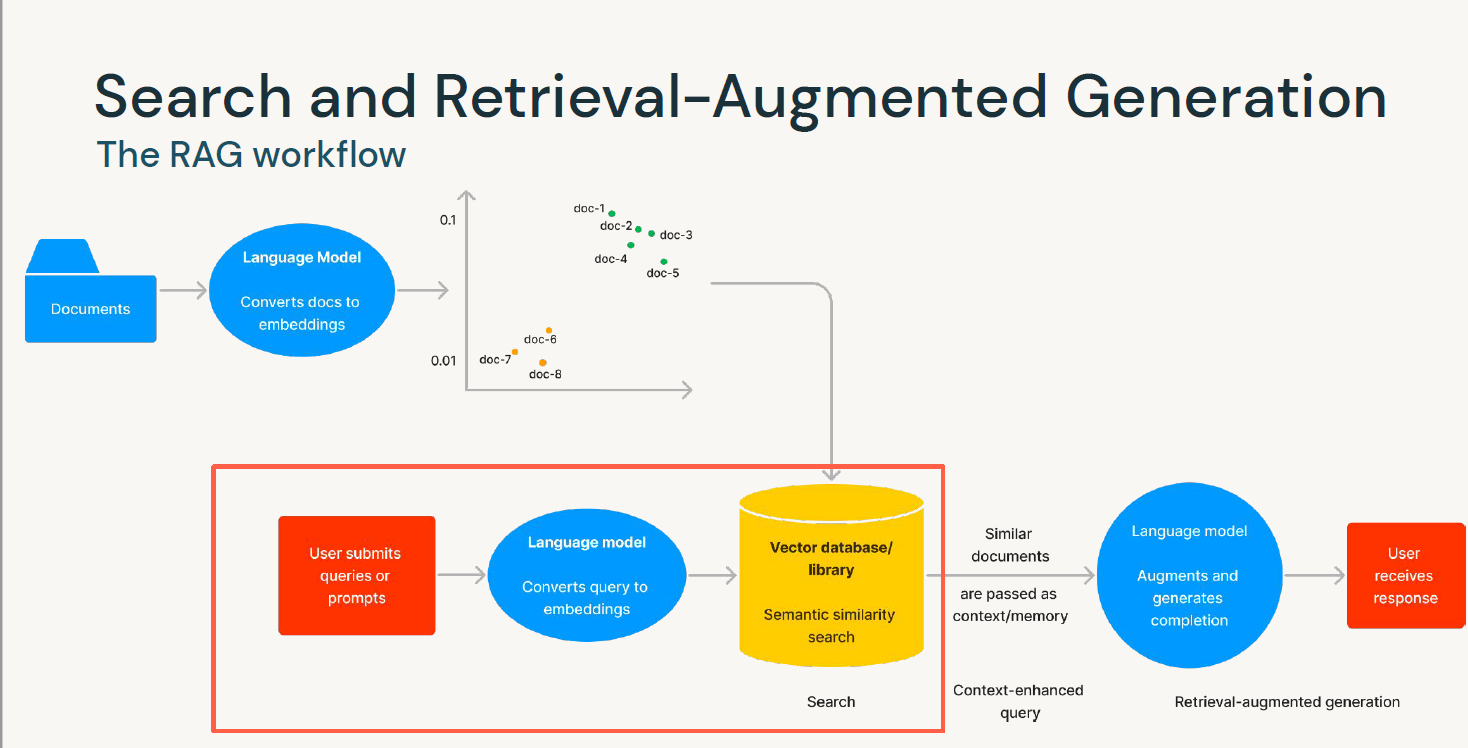 Search and Retrieval-Augmented Generation
The RAG workflow
Documents
Language Model
Converts docs to
embeddings
0.1
0.01
doc-1
doc-2
doc-3
doc-4
doc-5
doc-6
doc-7
doc-8
User submits
queries or
prompts
Language model
Converts query to
embeddings
Vector database/
library
Semantic similarity
search
Search
Similar
documents
are passed as
context/memory
Context-enhanced
query
Language model
Augments and
generates
completion
Retrieval-augmented generation
User
receives
response